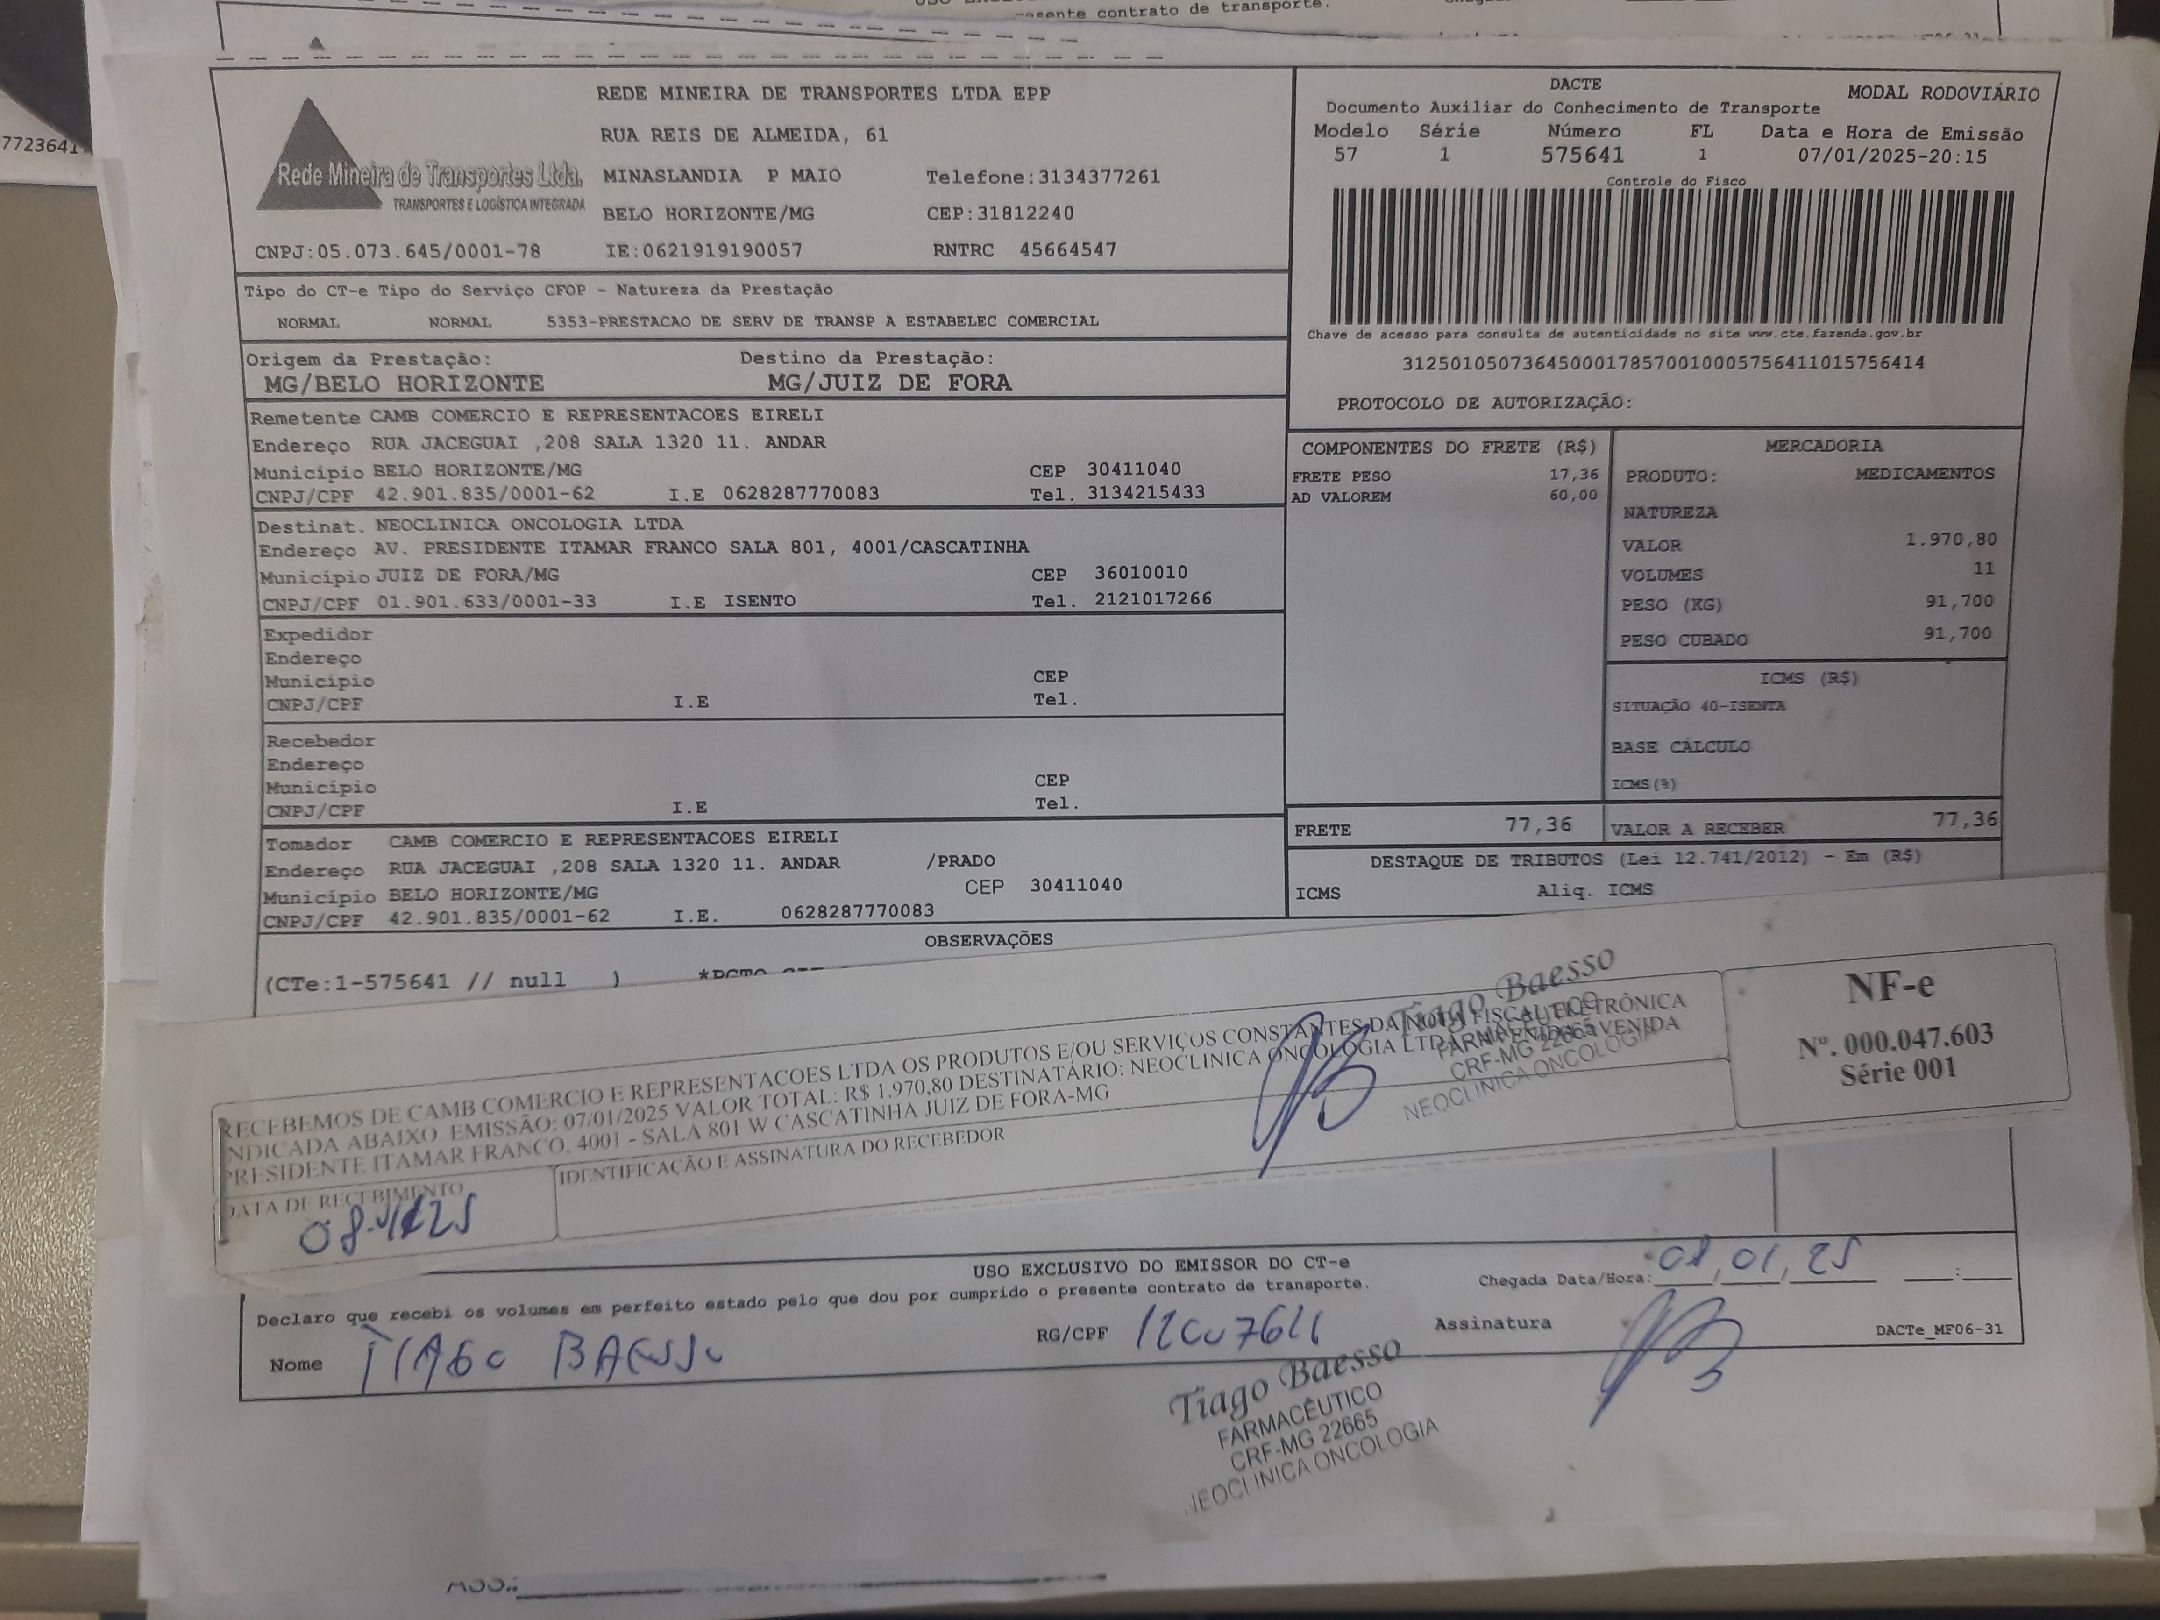 esente contrato de transporte.
7723641
REDE MINEIRA DE TRANSPORTES LTDA EPP
RUA REIS DE ALMEIDA, 61
Rede Mineira de Transportes Ltda.
TRANSPORTES E LOGÍSTICA INTEGRADA
MINASLANDIA P MAIO Telefone:3134377261
BELO HORIZONTE/MG CEP:31812240
CNPJ:05.073.645/0001-78 IE:0621919190057 RNTRC 45664547
DACTE MODAL RODOVIÁRIO
Documento Auxiliar do Conhecimento de Transporte
Modelo Série Número FL Data e Hora de Emissão
57 1 575641 1 07/01/2025-20:15
Controle do Fisco
Chave de acesso para consulta de autenticidade no site www.cte.fazenda.gov.br
31250105073645000178570010005756411015756414
PROTOCOLO DE AUTORIZAÇÃO:
Tipo do CT-e Tipo do Serviço CFOP - Natureza da Prestação
NORMAL NORMAL 5353-PRESTACAO DE SERV DE TRANSP A ESTABELEC COMERCIAL
Origem da Prestação: Destino da Prestação:
MG/BELO HORIZONTE MG/JUIZ DE FORA
Remetente CAMB COMERCIO E REPRESENTACOES EIRELI
Endereço RUA JACEGUAI ,208 SALA 1320 11. ANDAR
Município BELO HORIZONTE/MG CEP 30411040
CNPJ/CPF 42.901.835/0001-62 I.E 0628287770083 Tel. 3134215433
Destinat. NEOCLINICA ONCOLOGIA LTDA
Endereço AV. PRESIDENTE ITAMAR FRANCO SALA 801, 4001/CASCATINHA
Município JUIZ DE FORA/MG CEP 36010010
CNPJ/CPF 01.901.633/0001-33 I.E ISENTO Tel. 2121017266
Expedidor
Endereço
Município CEP
CNPJ/CPF I.E Tel.
Recebedor
Endereço
Município CEP
CNPJ/CPF I.E Tel.
Tomador CAMB COMERCIO E REPRESENTACOES EIRELI
Endereço RUA JACEGUAI ,208 SALA 1320 11. ANDAR /PRADO
Município BELO HORIZONTE/MG CEP 30411040
CNPJ/CPF 42.901.835/0001-62 I.E. 0628287770083
COMPONENTES DO FRETE (R$)
FRETE PESO 17,36
AD VALOREM 60,00
MERCADORIA
PRODUTO: MEDICAMENTOS
NATUREZA
VALOR 1.970,80
VOLUMES 11
PESO (KG) 91,700
PESO CUBADO 91,700
ICMS (R$)
SITUAÇÃO 40-ISENTA
BASE CÁLCULO
ICMS(%)
FRETE 77,36 VALOR A RECEBER 77,36
DESTAQUE DE TRIBUTOS (Lei 12.741/2012) - Em (R$)
ICMS Aliq. ICMS
OBSERVAÇÕES
(CTe:1-575641 // null )
RECEBEMOS DE CAMB COMERCIO E REPRESENTACOES LTDA OS PRODUTOS E/OU SERVIÇOS CONSTANTES DA NOTA FISCAL ELETRÔNICA
INDICADA ABAIXO. EMISSÃO: 07/01/2025 VALOR TOTAL: R$ 1.970,80 DESTINATÁRIO: NEOCLINICA ONCOLOGIA LTDA AVENIDA
PRESIDENTE ITAMAR FRANCO, 4001 - SALA 801 W CASCATINHA JUIZ DE FORA-MG
DATA DE RECEBIMENTO IDENTIFICAÇÃO E ASSINATURA DO RECEBEDOR
Tiago Baesso
FARMACÊUTICO
CRF-MG 22665
NEOCLINICA ONCOLOGIA
NF-e
Nº. 000.047.603
Série 001
USO EXCLUSIVO DO EMISSOR DO CT-e
Declaro que recebi os volumes em perfeito estado pelo que dou por cumprido o presente contrato de transporte. Chegada Data/Hora: 08,01,25 :
Nome TIAGO BAESSO RG/CPF Assinatura DACTe_MF06-31
Tiago Baesso
FARMACÊUTICO
CRF-MG 22665
NEOCLINICA ONCOLOGIA